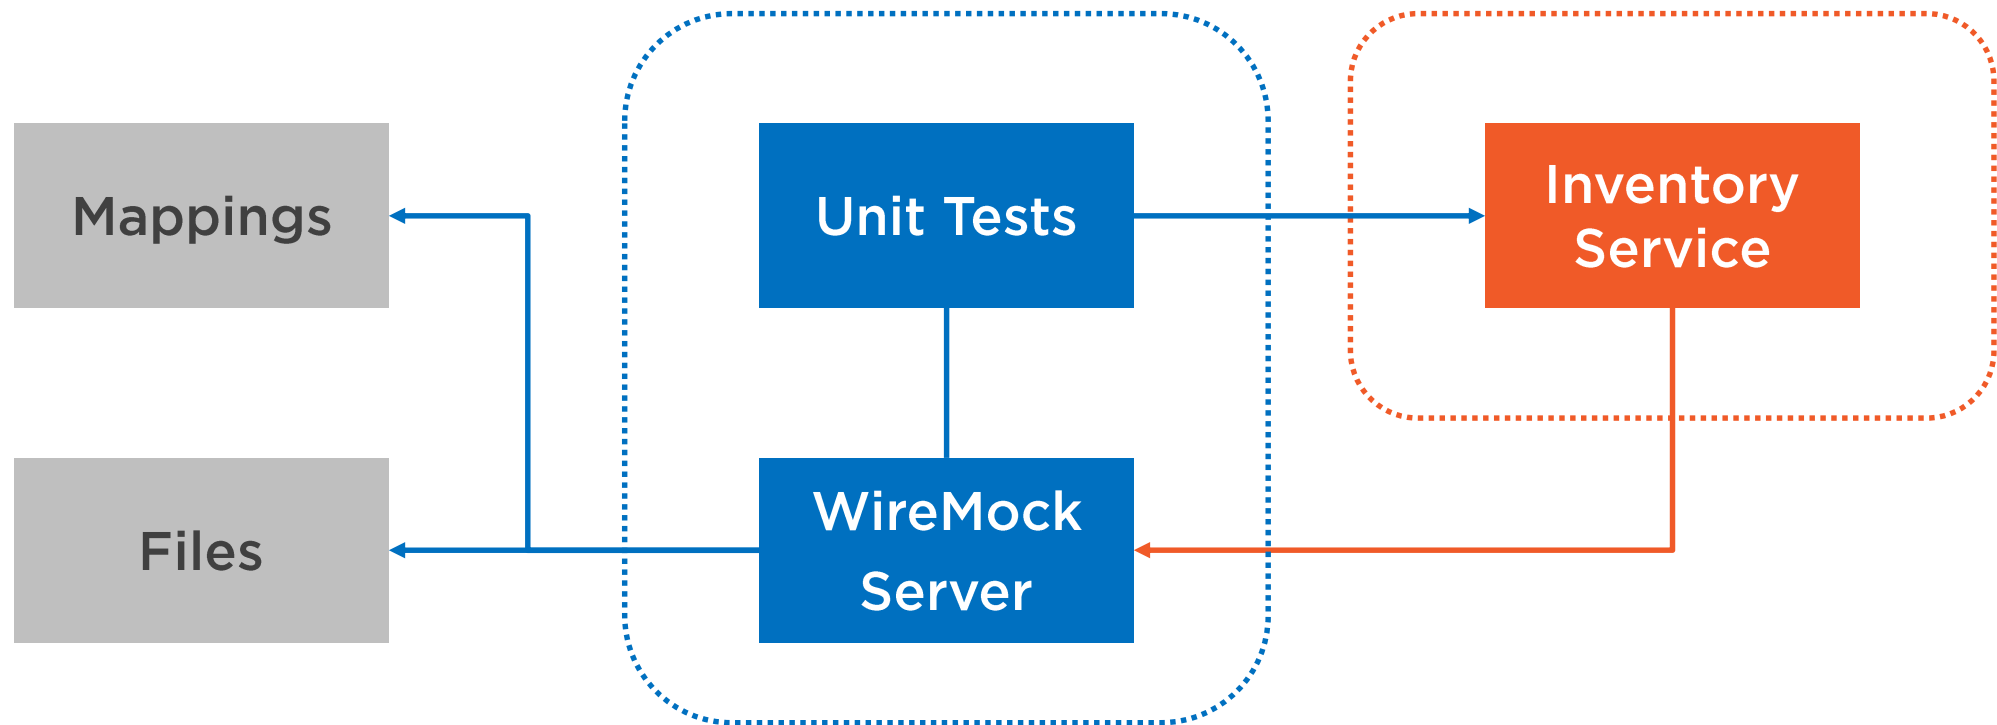 Mappings
Unit Tests
Inventory
Service
Files
WireMock
Server